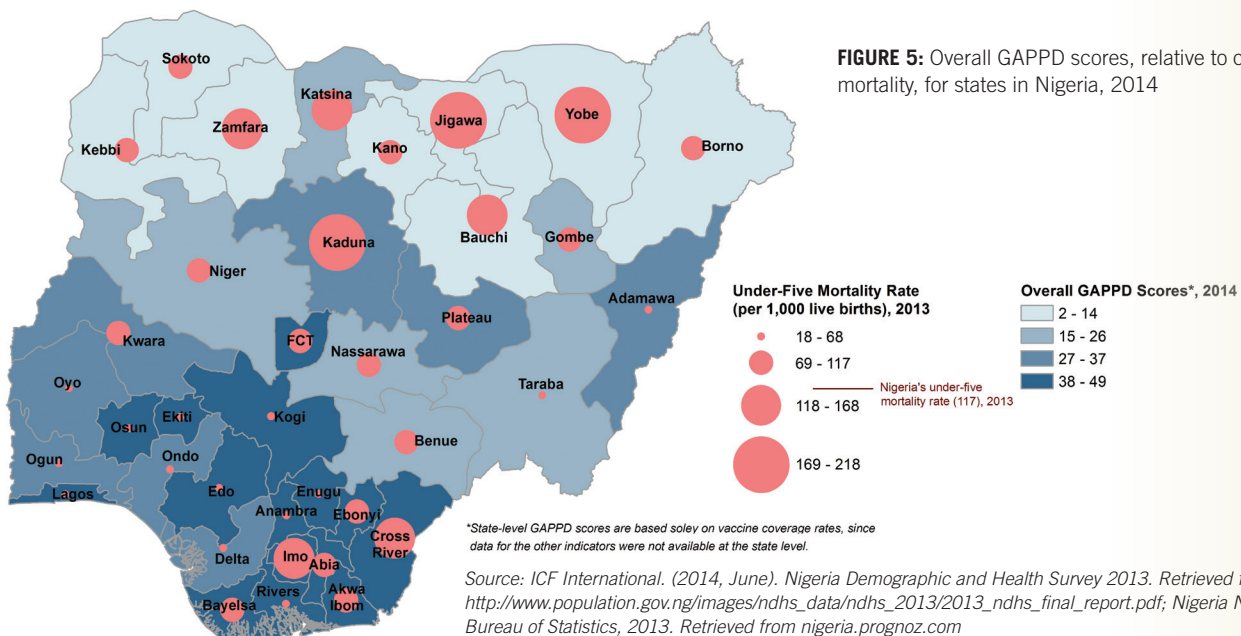 FIGURE 5: Overall GAPPD scores, relative to
mortality, for states in Nigeria, 2014
Sokoto
Katsina
Zamfara
Jigawa
Yobe
Kebbi
Kano
Borno
Bauchi
Gombe
Kaduna
Niger
Adamawa
Plateau
Kwara
FCT
Nassarawa
Oyo
Taraba
Ekiti
Kogi
Osun
Benue
Ogun
Ondo
Lagos
Edo
Enugu
Anambra
Ebonyi
Cross
River
Delta
Imo
Abia
Rivers
Akwa
Ibom
Bayelsa
Under-Five Mortality Rate
(per 1,000 live births), 2013
18 - 68
69 - 117
Nigeria's under-five
mortality rate (117), 2013
118 - 168
169 - 218
Overall GAPPD Scores*, 2014
2 - 14
15 - 26
27 - 37
38 - 49
*State-level GAPPD scores are based soley on vaccine coverage rates, since
data for the other indicators were not available at the state level.
Source: ICF International. (2014, June). Nigeria Demographic and Health Survey 2013. Retrieved
http://www.population.gov.ng/images/ndhs_data/ndhs_2013/2013_ndhs_final_report.pdf; Nigeria
Bureau of Statistics, 2013. Retrieved from nigeria.prognoz.com